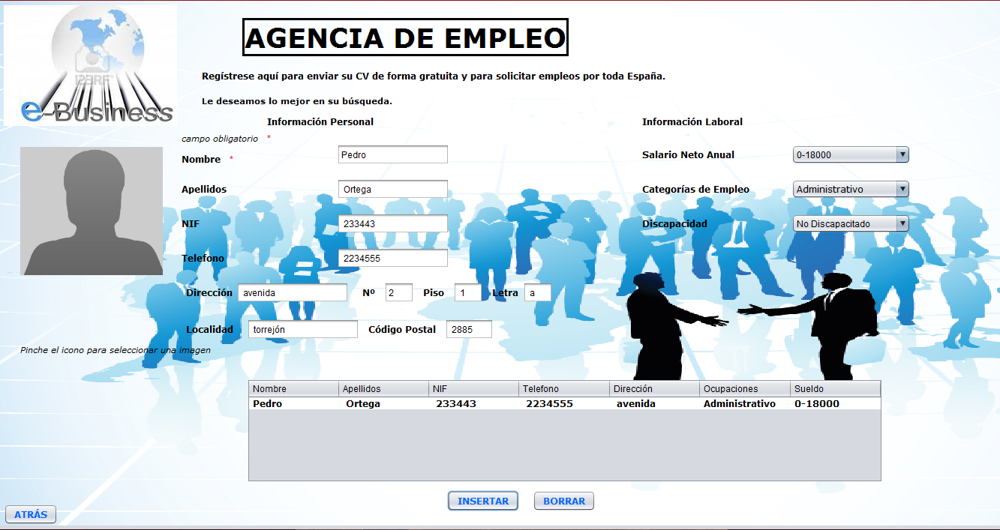 AGENCIA DE EMPLEO
123RF
e-Business
Regístrese aquí para enviar su CV de forma gratuita y para solicitar empleos por toda España.
Le deseamos lo mejor en su búsqueda.
Información Personal
Información Laboral
campo obligatorio *
Nombre * Pedro
Salario Neto Anual 0-18000
Apellidos Ortega
Categorías de Empleo Administrativo
NIF 233443
Discapacidad No Discapacitado
Telefono 2234555
Dirección avenida Nº 2 Piso 1 Letra a
Localidad torrejón Código Postal 2885
Pinche el icono para seleccionar una imagen
Nombre Apellidos NIF Telefono Dirección Ocupaciones Sueldo
Pedro Ortega 233443 2234555 avenida Administrativo 0-18000
INSERTAR BORRAR
ATRÁS